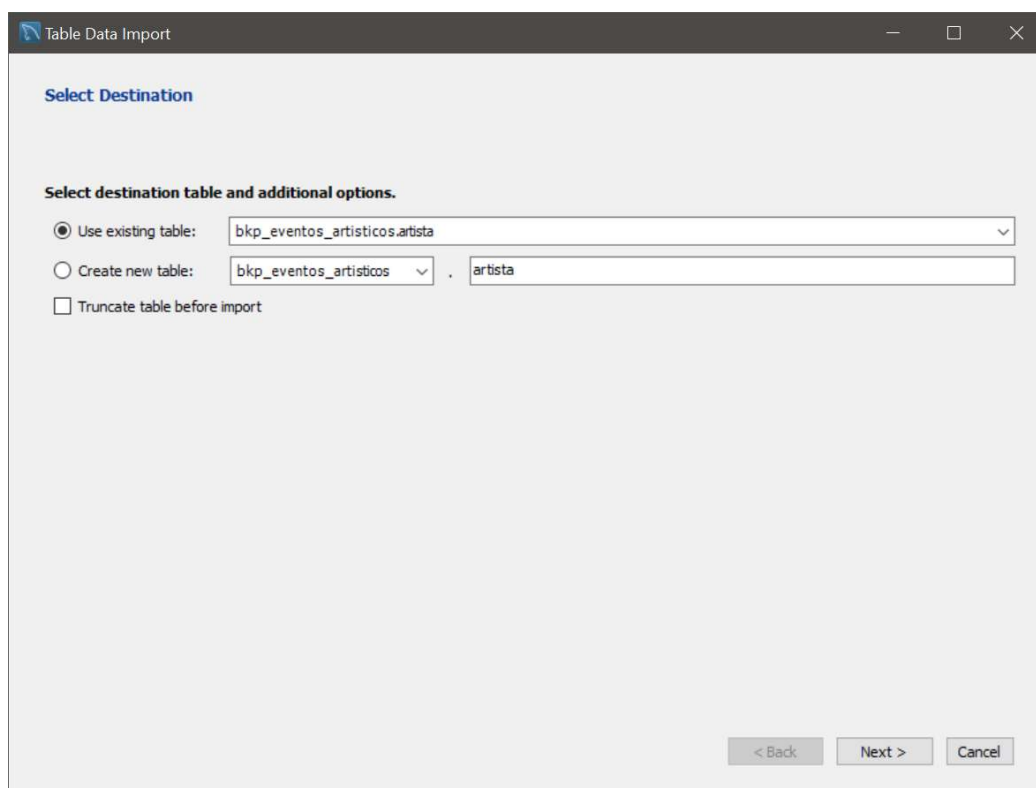 Table Data Import
Select Destination
Select destination table and additional options.
Use existing table: bkp_eventos_artisticos.artista
Create new table: bkp_eventos_artisticos . artista
Truncate table before import
< Back Next > Cancel